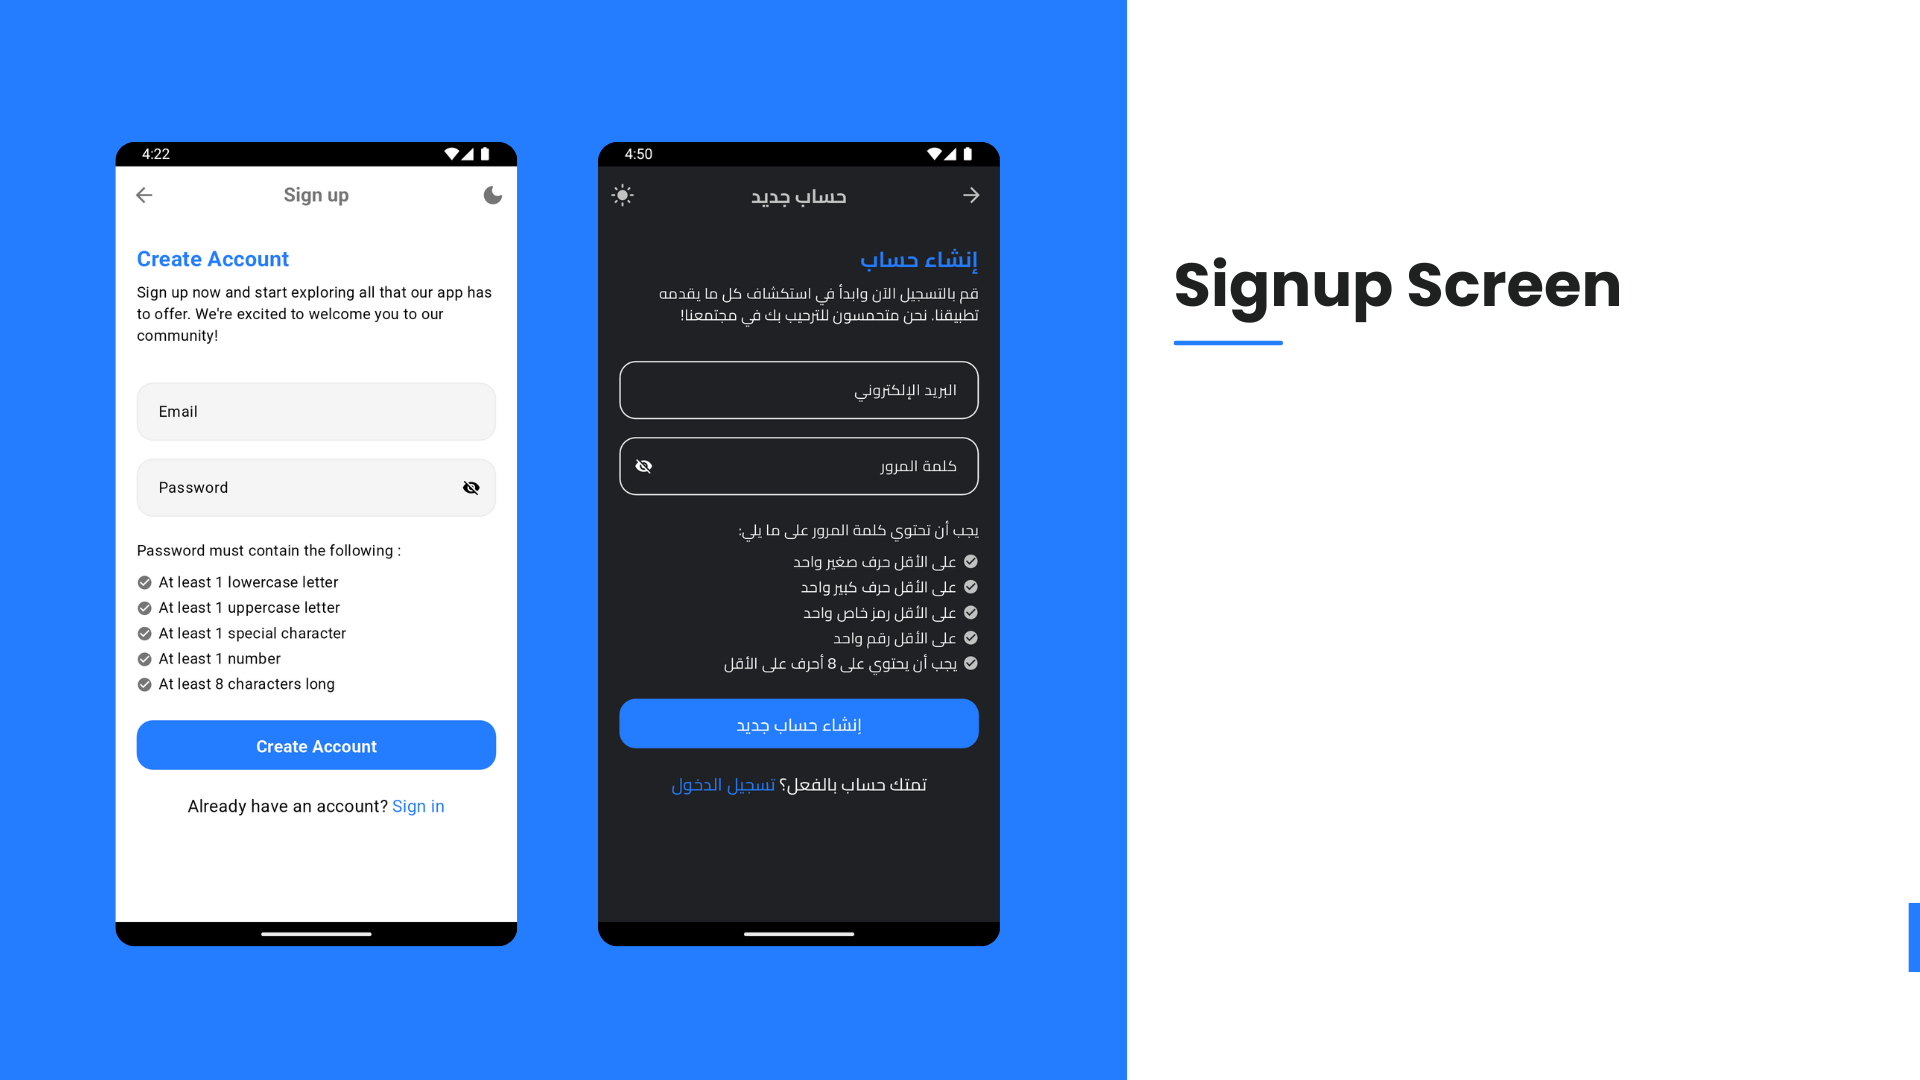 4:22
Sign up
Create Account
Sign up now and start exploring all that our app has
to offer. We're excited to welcome you to our
community!
Email
Password
Password must contain the following :
At least 1 lowercase letter
At least 1 uppercase letter
At least 1 special character
At least 1 number
At least 8 characters long
Create Account
Already have an account? Sign in
4:50
حساب جديد
إنشاء حساب
قم بالتسجيل الآن وابدأ في استكشاف كل ما يقدمه
تطبيقنا. نحن متحمسون للترحيب بك في مجتمعنا!
البريد الإلكتروني
كلمة المرور
يجب أن تحتوي كلمة المرور على ما يلي:
على الأقل حرف صغير واحد
على الأقل حرف كبير واحد
على الأقل رمز خاص واحد
على الأقل رقم واحد
يجب أن يحتوي على 8 أحرف على الأقل
إنشاء حساب جديد
تمتك حساب بالفعل؟ تسجيل الدخول
Signup Screen